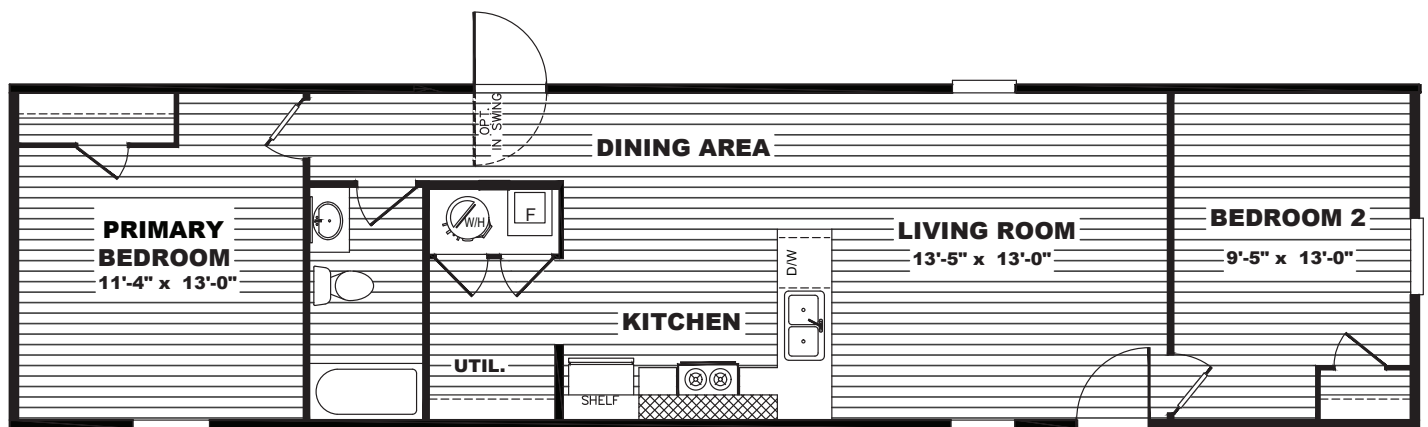 OPT.
IN SWING
DINING AREA
PRIMARY
BEDROOM
11'-4" x 13'-0"
W/H
F
D/W
LIVING ROOM
13'-5" x 13'-0"
BEDROOM 2
9'-5" x 13'-0"
KITCHEN
UTIL.
SHELF